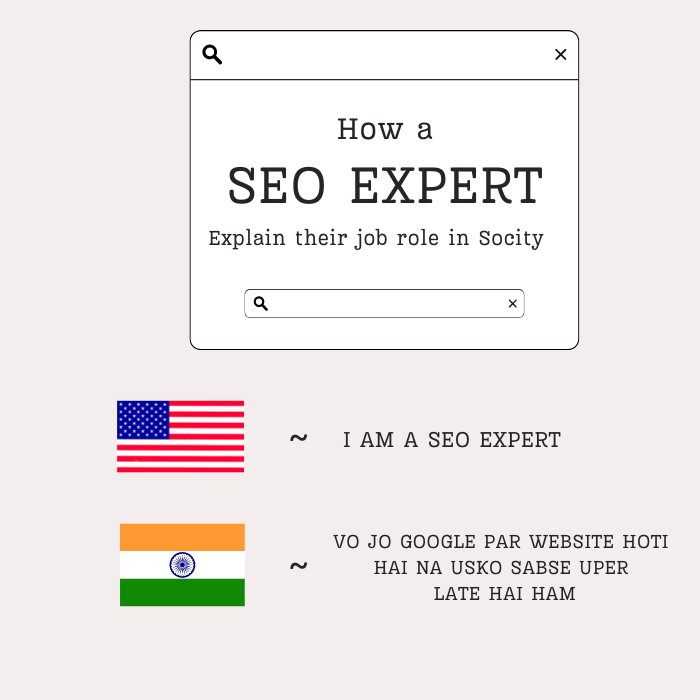 How a
SEO EXPERT
Explain their job role in Socity
~ I AM A SEO EXPERT
~ VO JO GOOGLE PAR WEBSITE HOTI
HAI NA USKO SABSE UPER
LATE HAI HAM